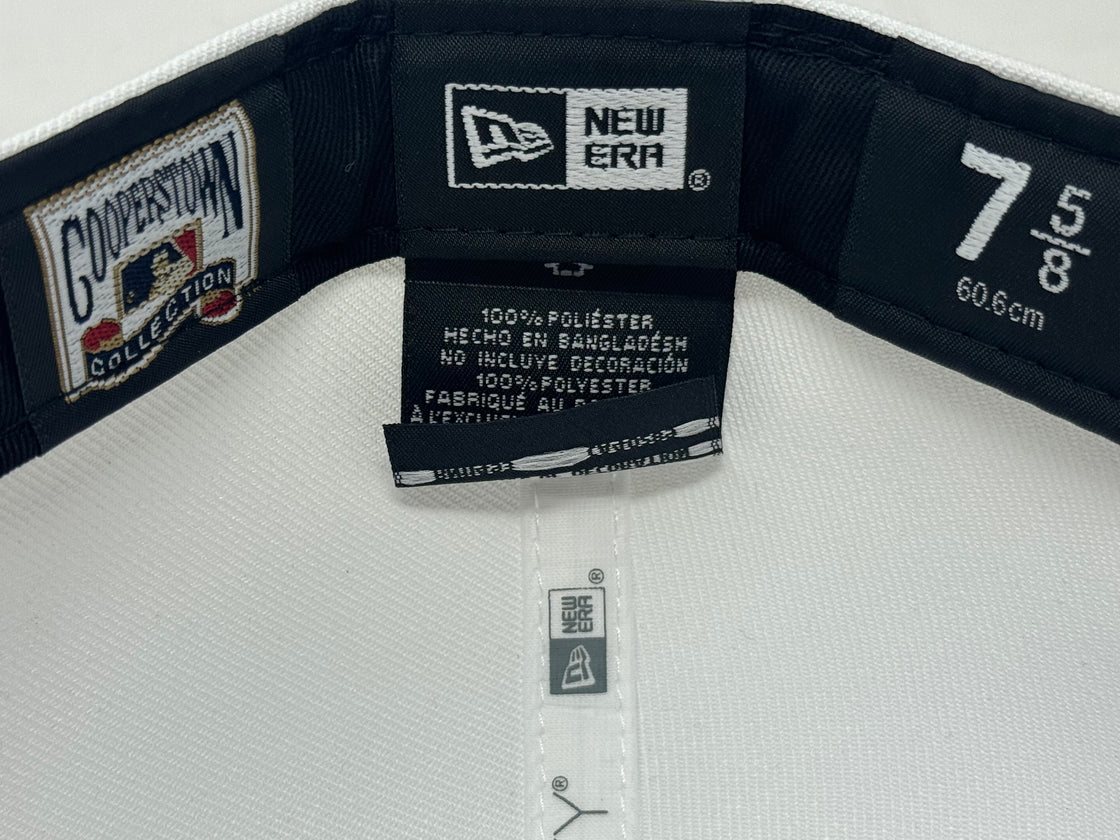 COOPERSTOWN
COLLECTION
NEW
ERA
®
7 5/8
60.6cm
100% POLIÉSTER
HECHO EN BANGLADÉSH
NO INCLUYE DECORACIÓN
100% POLYESTER
FABRIQUÉ AU
NEW
ERA
®
Y®